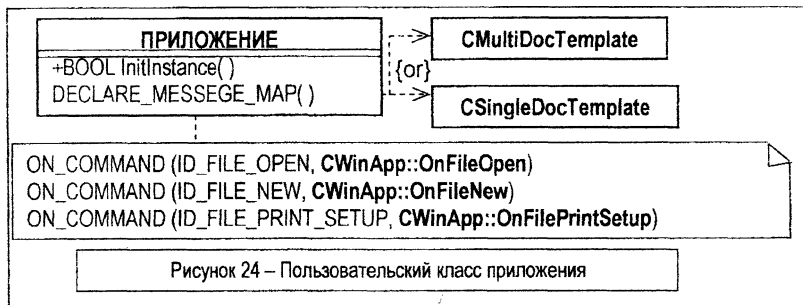 ПРИЛОЖЕНИЕ
+BOOL InitInstance( )
DECLARE_MESSEGE_MAP( )
{or}
CMultiDocTemplate
CSingleDocTemplate
ON_COMMAND (ID_FILE_OPEN, CWinApp::OnFileOpen)
ON_COMMAND (ID_FILE_NEW, CWinApp::OnFileNew)
ON_COMMAND (ID_FILE_PRINT_SETUP, CWinApp::OnFilePrintSetup)
Рисунок 24 – Пользовательский класс приложения